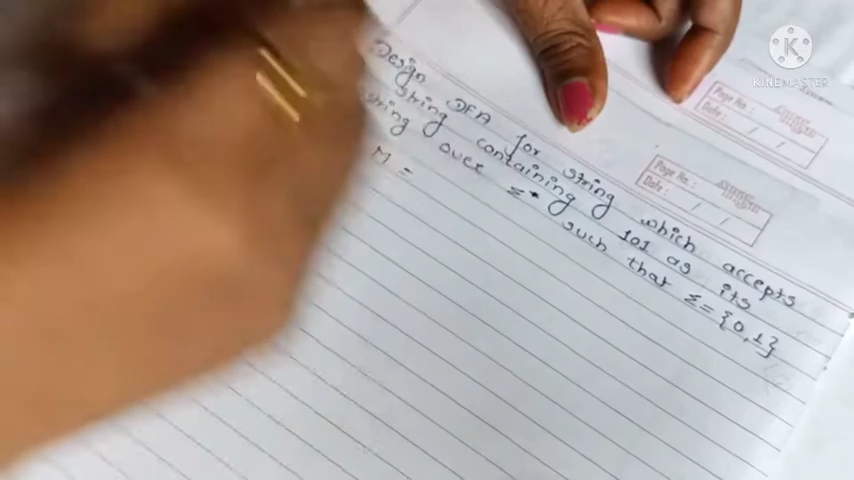 Design DFA for string which accepts
string containing 101 as its
string over Σ* such that Σ={0,1}
M =
Page No.:
Date: / /
Page No.:
Date: / /
KINEMASTER